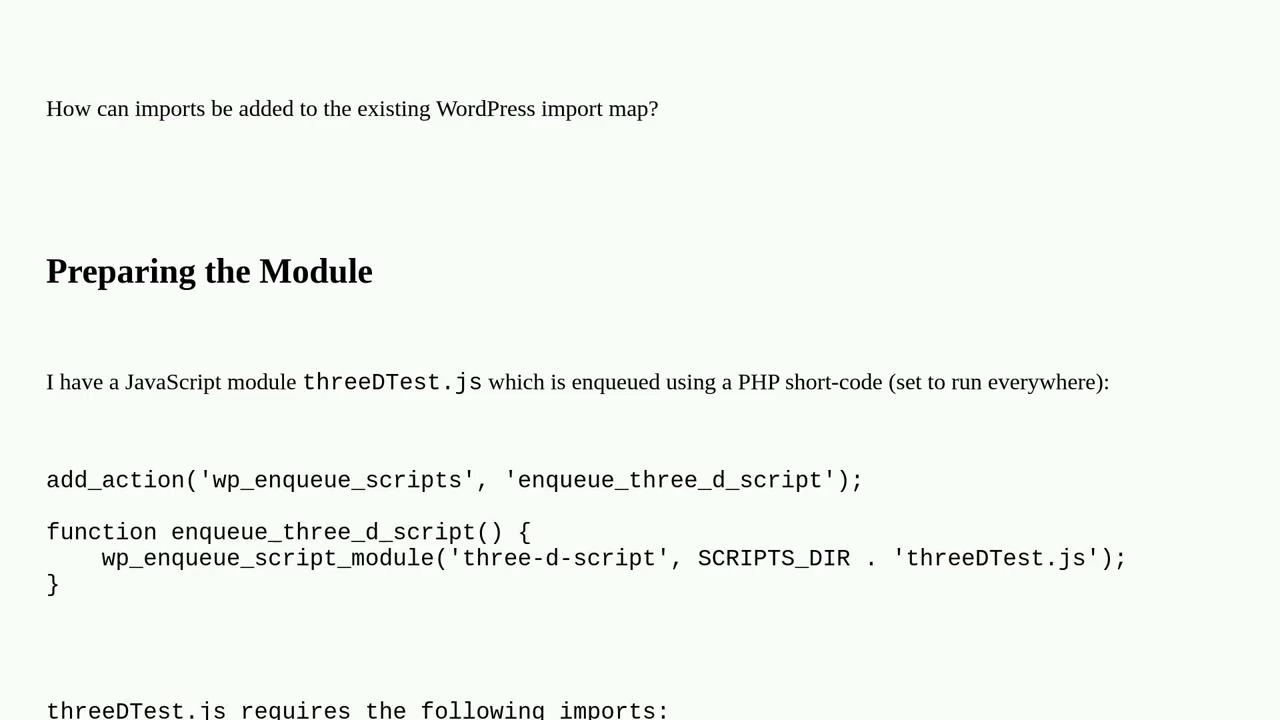 How can imports be added to the existing WordPress import map?
Preparing the Module
I have a JavaScript module threeDTest.js which is enqueued using a PHP short-code (set to run everywhere):
add_action('wp_enqueue_scripts', 'enqueue_three_d_script');
function enqueue_three_d_script() {
    wp_enqueue_script_module('three-d-script', SCRIPTS_DIR . 'threeDTest.js');
}
threeDTest.js requires the following imports: